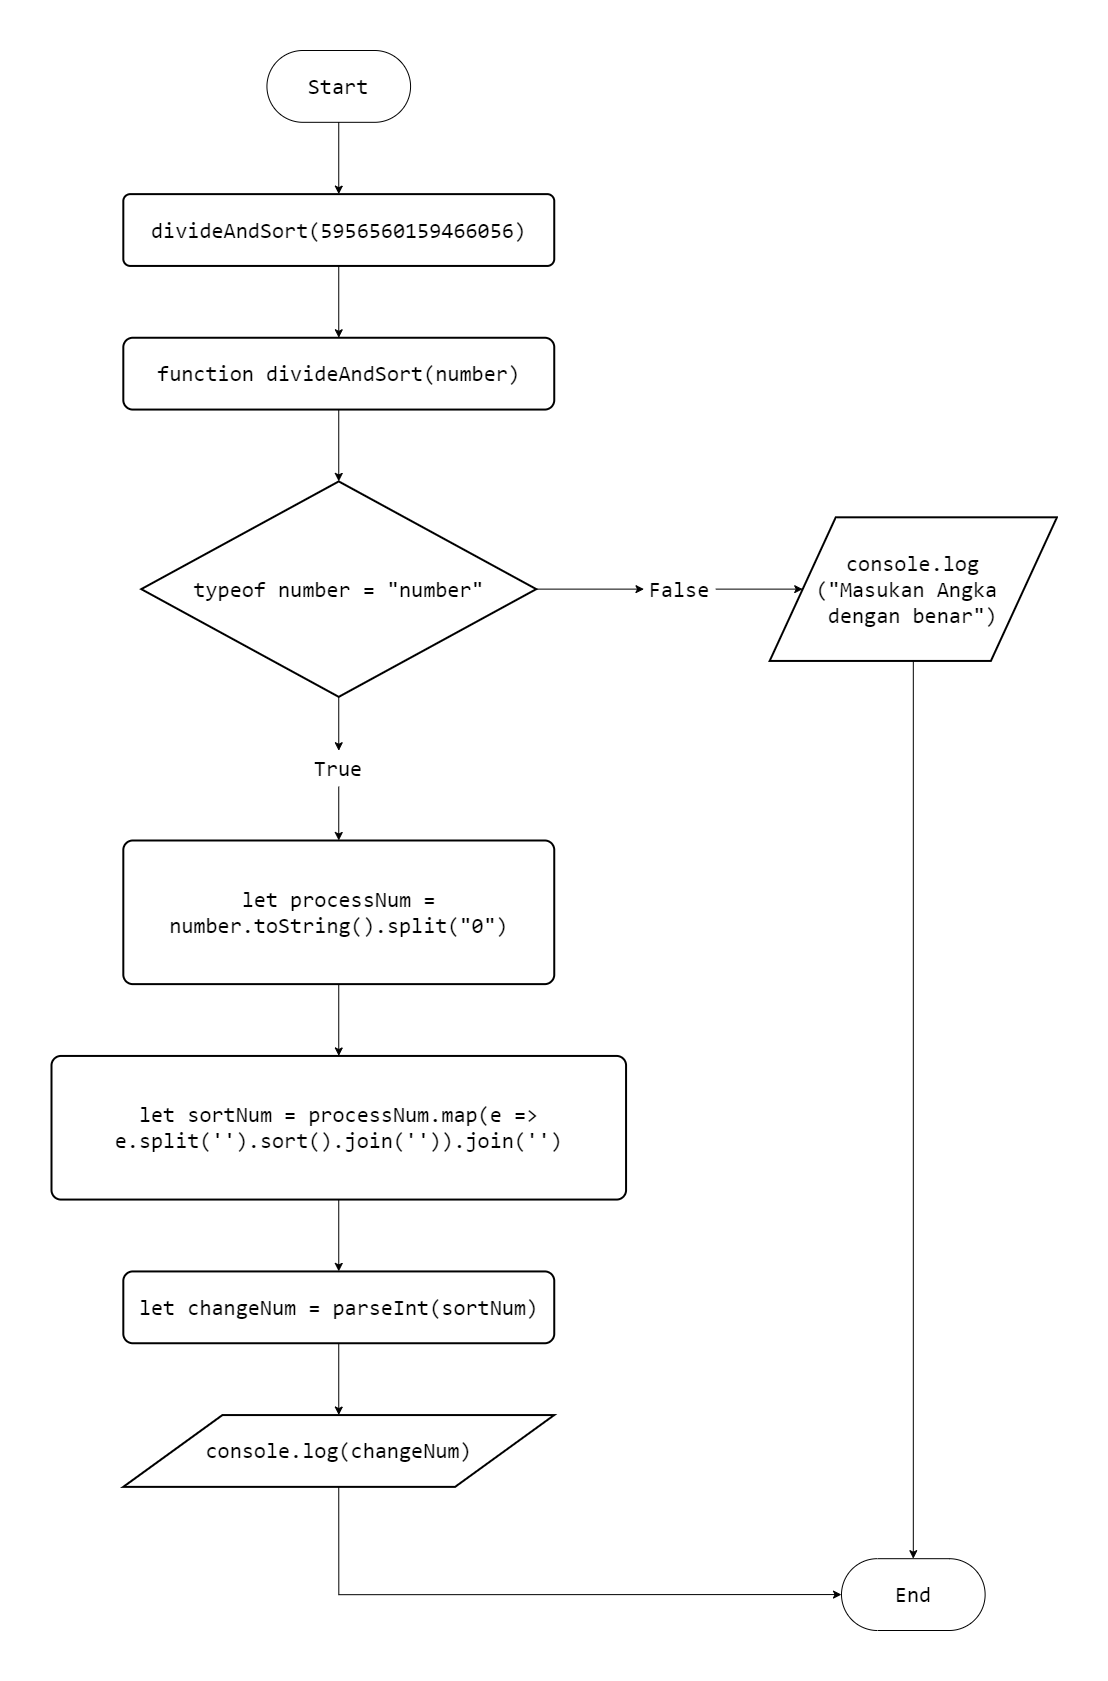 Start
divideAndSort(5956560159466056)
function divideAndSort(number)
typeof number = "number"
False
console.log
("Masukan Angka
dengan benar")
True
let processNum =
number.toString().split("0")
let sortNum = processNum.map(e =>
e.split('').sort().join('')).join('')
let changeNum = parseInt(sortNum)
console.log(changeNum)
End